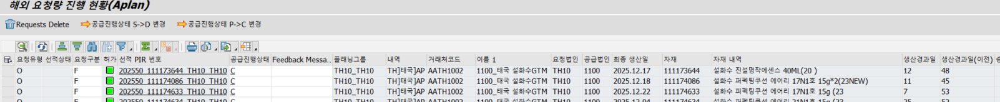 해외 요청량 진행 현황(Aplan)
Requests Delete 공급진행상태 S->D 변경 공급진행상태 P->C 변경
요청유형 선적상태 요청구분 허가 선적 PIR 번호 공급진행상태 Feedback Messa... 플래닝그룹 내역 거래처코드 이름 1 요청법인 공급법인 최종 생산일 자재 자재 내역 생산경과일 생산경과일(이전)
O F 202550_111173644_TH10_TH10 C TH10_TH10 TH]태국]AP AATH1002 1100_태국 설화수GTM TH10 1100 2025.12.17 111173644 설화수 진설명작에센스 40ML(20 ) 12 48
O F 202550_111174086_TH10_TH10 C TH10_TH10 TH]태국]AP AATH1002 1100_태국 설화수GTM TH10 1100 2025.12.18 111174086 설화수 퍼펙팅쿠션 에어리 17N1호 15g*2(23NEW) 11 45
O F 202550_111174633_TH10_TH10 C TH10_TH10 TH]태국]AP AATH1002 1100_태국 설화수GTM TH10 1100 2025.12.22 111174633 설화수 퍼펙팅쿠션 에어리 17N1호 15g (23 7 53